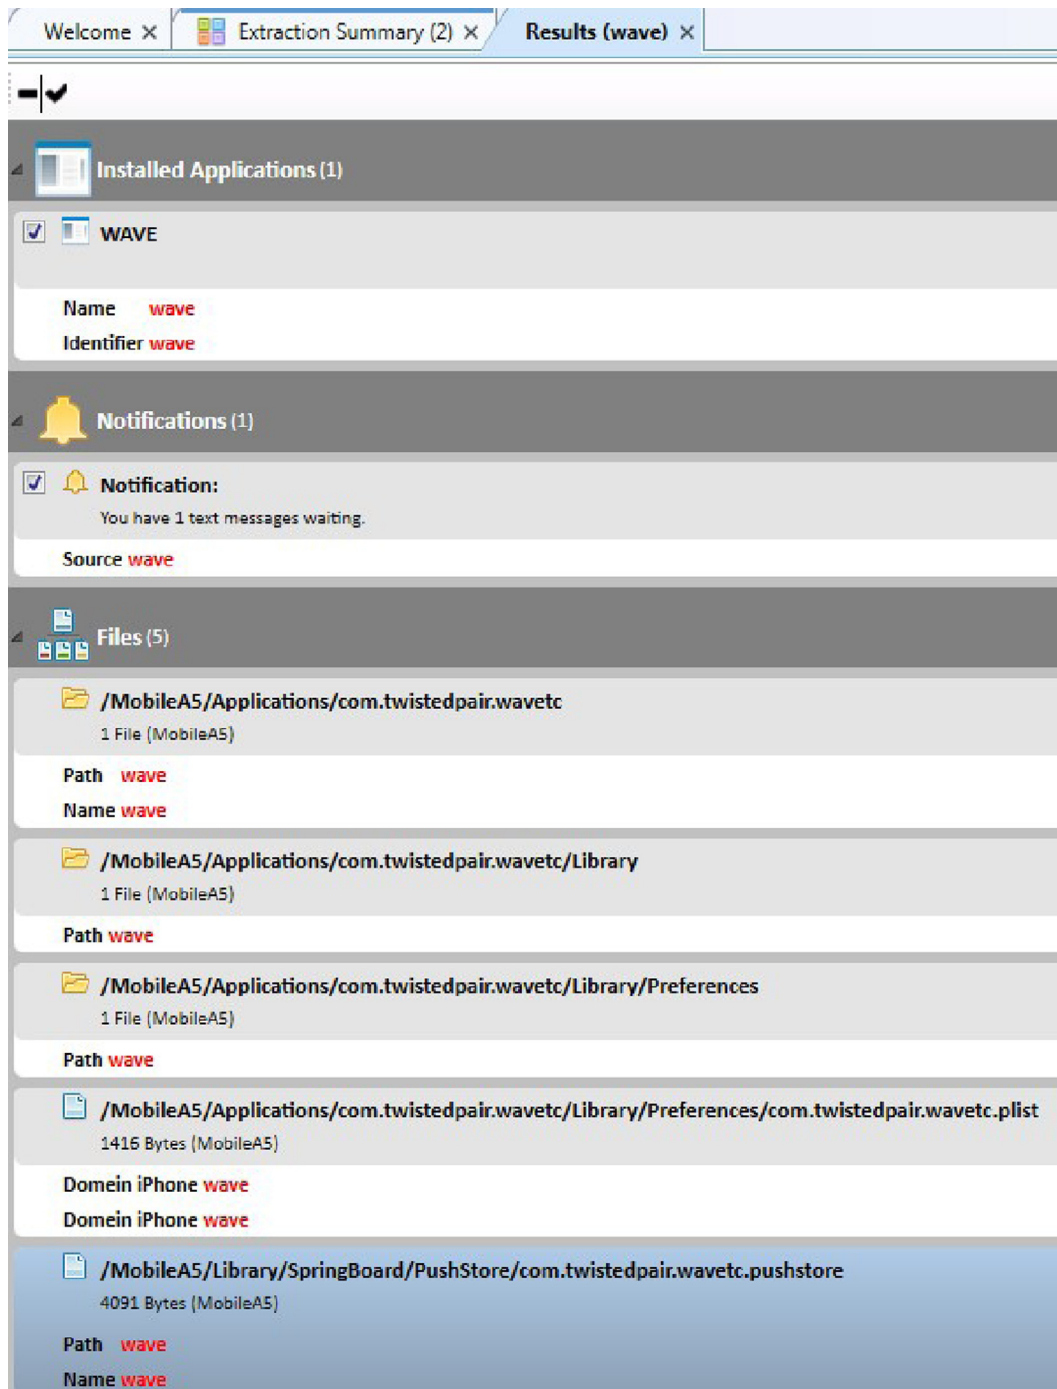 Welcome × Extraction Summary (2) × Results (wave) ×
Installed Applications (1)
WAVE
Name wave
Identifier wave
Notifications (1)
Notification:
You have 1 text messages waiting.
Source wave
Files (5)
/MobileA5/Applications/com.twistedpair.wavetc
1 File (MobileA5)
Path wave
Name wave
/MobileA5/Applications/com.twistedpair.wavetc/Library
1 File (MobileA5)
Path wave
/MobileA5/Applications/com.twistedpair.wavetc/Library/Preferences
1 File (MobileA5)
Path wave
/MobileA5/Applications/com.twistedpair.wavetc/Library/Preferences/com.twistedpair.wavetc.plist
1416 Bytes (MobileA5)
Domein iPhone wave
Domein iPhone wave
/MobileA5/Library/SpringBoard/PushStore/com.twistedpair.wavetc.pushstore
4091 Bytes (MobileA5)
Path wave
Name wave